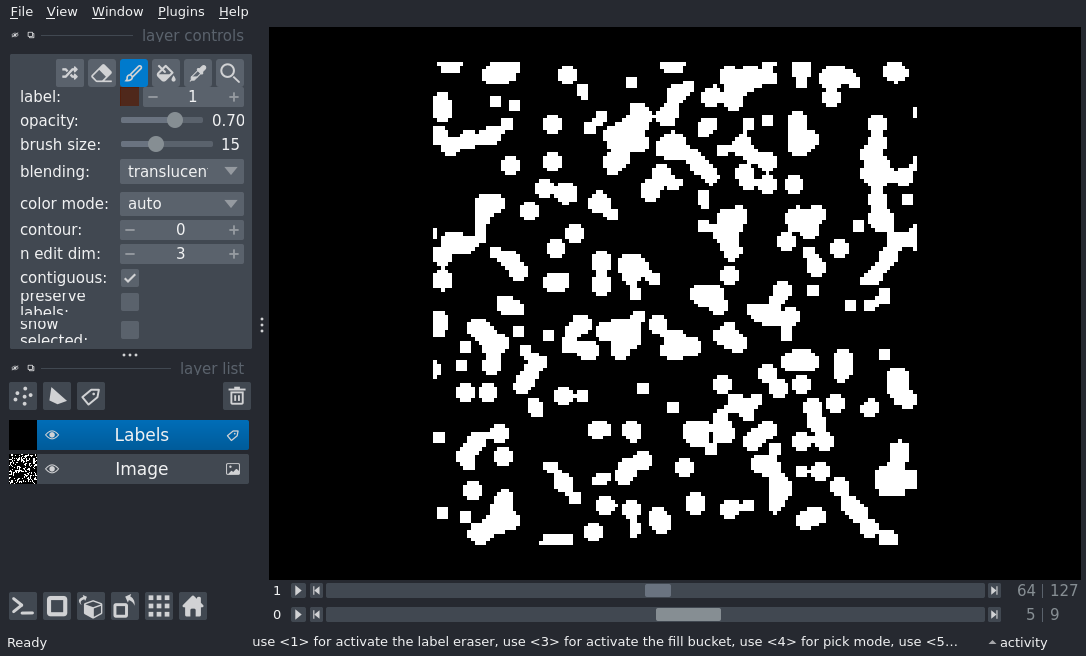 File View Window Plugins Help
layer controls
label: 1
opacity: 0.70
brush size: 15
blending: translucen
color mode: auto
contour: 0
n edit dim: 3
contiguous:
preserve
labels:
show
selected:
layer list
Labels
Image
1 64 127
0 5 9
Ready use <1> for activate the label eraser, use <3> for activate the fill bucket, use <4> for pick mode, use <5... activity